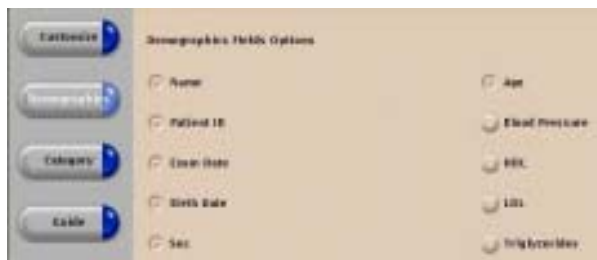 Customize
Demographics
Category
Guide
Demographics Fields Options
Name
Patient ID
Exam Date
Birth Date
Sex
Age
Blood Pressure
HDL
LDL
Triglycerides